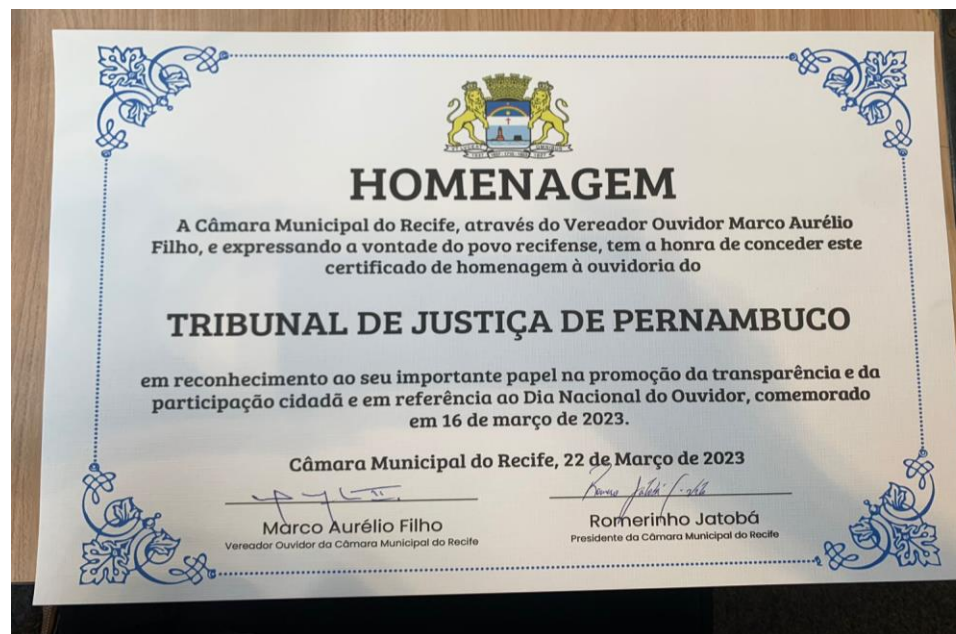 HOMENAGEM
A Câmara Municipal do Recife, através do Vereador Ouvidor Marco Aurélio
Filho, e expressando a vontade do povo recifense, tem a honra de conceder este
certificado de homenagem à ouvidoria do
TRIBUNAL DE JUSTIÇA DE PERNAMBUCO
em reconhecimento ao seu importante papel na promoção da transparência e da
participação cidadã e em referência ao Dia Nacional do Ouvidor, comemorado
em 16 de março de 2023.
Câmara Municipal do Recife, 22 de Março de 2023
Marco Aurélio Filho
Vereador Ouvidor da Câmara Municipal do Recife
Romerinho Jatobá
Presidente da Câmara Municipal do Recife